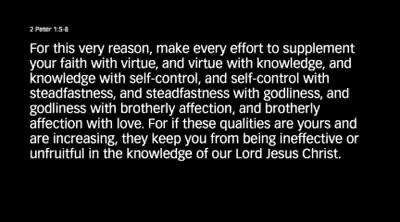 2 Peter 1:5-8
For this very reason, make every effort to supplement
your faith with virtue, and virtue with knowledge, and
knowledge with self-control, and self-control with
steadfastness, and steadfastness with godliness, and
godliness with brotherly affection, and brotherly
affection with love. For if these qualities are yours and
are increasing, they keep you from being ineffective or
unfruitful in the knowledge of our Lord Jesus Christ.